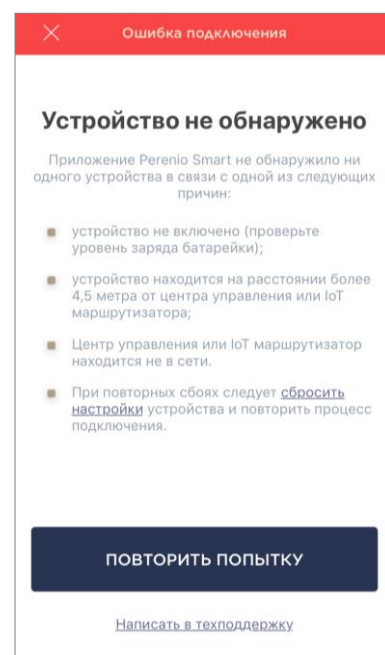 Ошибка подключения
Устройство не обнаружено
Приложение Perenio Smart не обнаружило ни
одного устройства в связи с одной из следующих
причин:
устройство не включено (проверьте
уровень заряда батарейки);
устройство находится на расстоянии более
4,5 метра от центра управления или IoT
маршрутизатора;
Центр управления или IoT маршрутизатор
находится не в сети.
При повторных сбоях следует сбросить
настройки устройства и повторить процесс
подключения.
ПОВТОРИТЬ ПОПЫТКУ
Написать в техподдержку